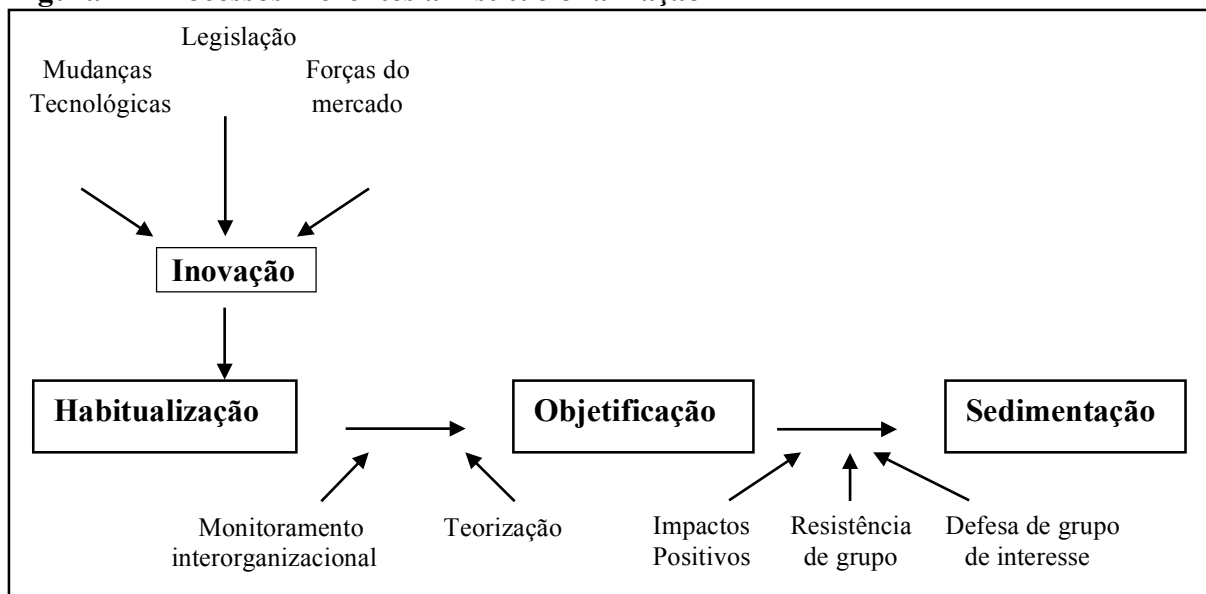 Legislação
Mudanças
Tecnológicas
Forças do
mercado
Inovação
Habitualização
Objetificação
Sedimentação
Monitoramento
interorganizacional
Teorização
Impactos
Positivos
Resistência
de grupo
Defesa de grupo
de interesse